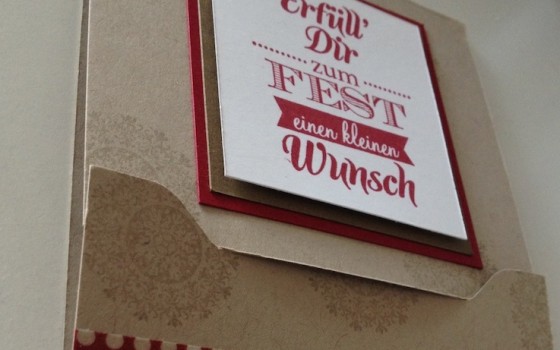 Erfüll'
Dir
zum
FEST
einen kleinen
Wunsch